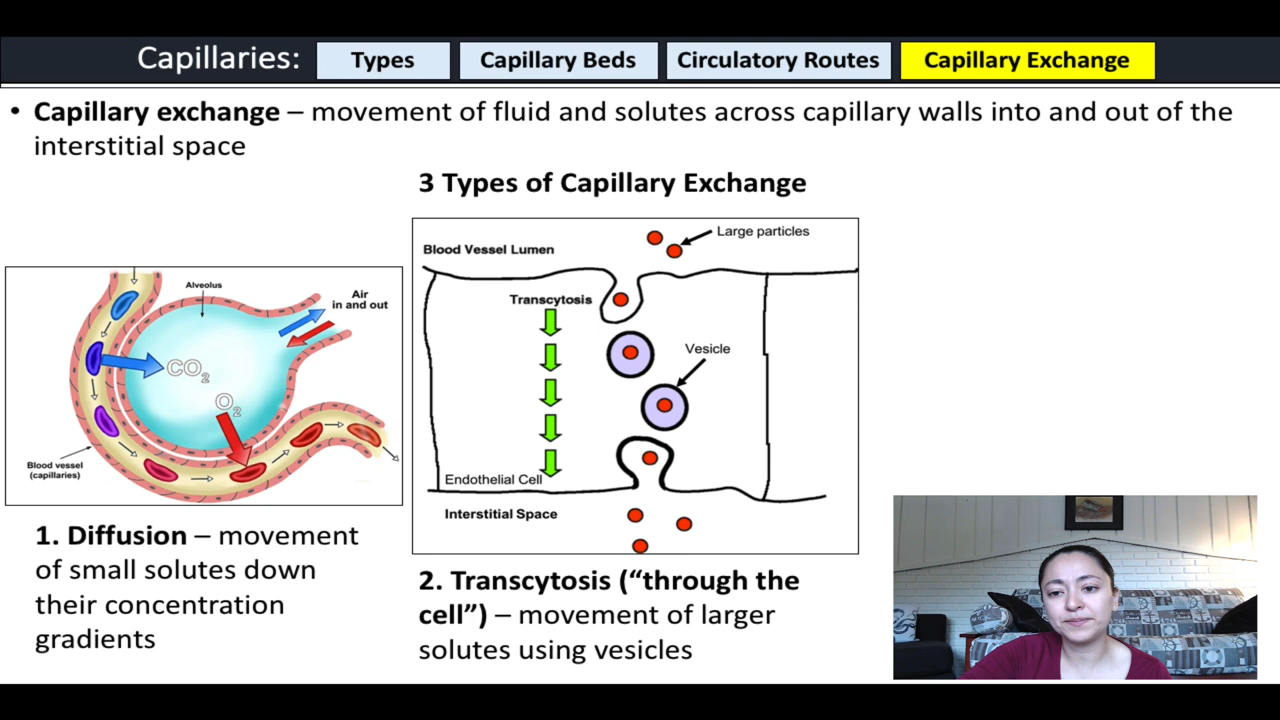 Capillaries:
Types
Capillary Beds
Circulatory Routes
Capillary Exchange
• Capillary exchange – movement of fluid and solutes across capillary walls into and out of the
interstitial space
3 Types of Capillary Exchange
Alveolus
Air
in and out
CO2
O2
Blood vessel
(capillaries)
1. Diffusion – movement
of small solutes down
their concentration
gradients
Large particles
Blood Vessel Lumen
Transcytosis
Vesicle
Endothelial Cell
Interstitial Space
2. Transcytosis (“through the
cell”) – movement of larger
solutes using vesicles